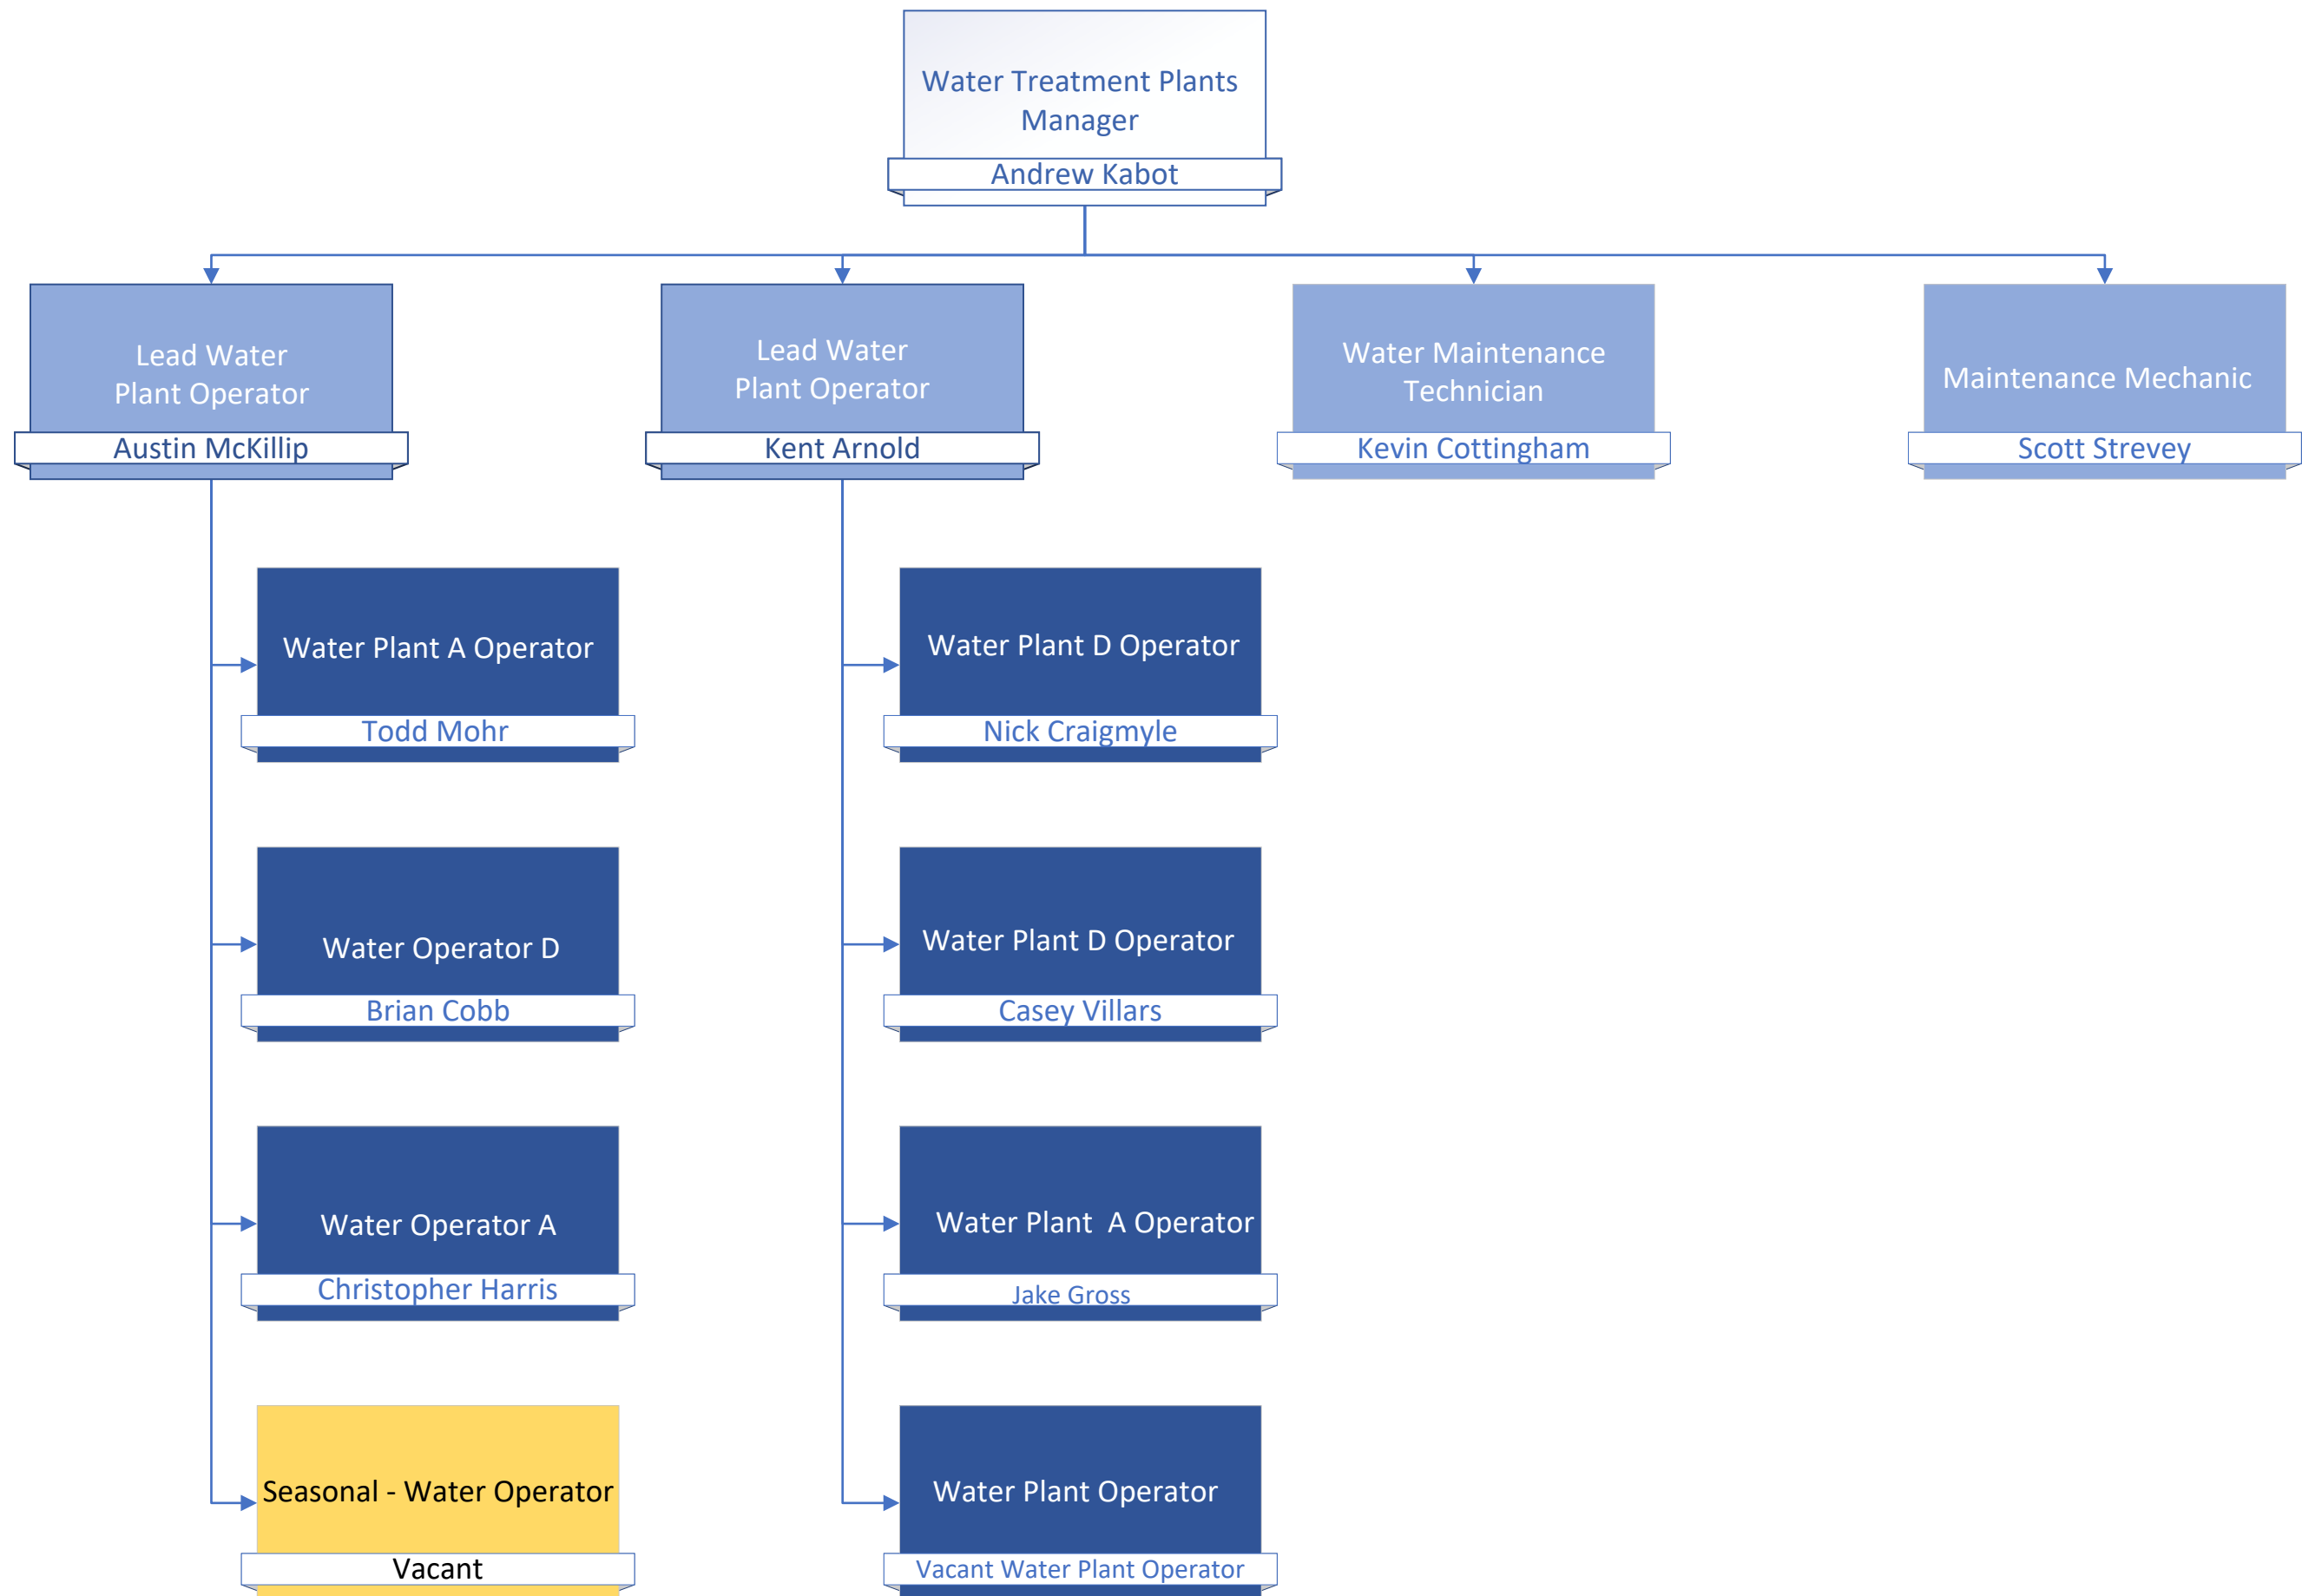 Water Treatment Plants
Manager
Andrew Kabot
Lead Water
Plant Operator
Austin McKillip
Lead Water
Plant Operator
Kent Arnold
Water Maintenance
Technician
Kevin Cottingham
Maintenance Mechanic
Scott Strevey
Water Plant A Operator
Todd Mohr
Water Plant D Operator
Nick Craigmyle
Water Operator D
Brian Cobb
Water Plant D Operator
Casey Villars
Water Operator A
Christopher Harris
Water Plant  A Operator
Jake Gross
Seasonal - Water Operator
Vacant
Water Plant Operator
Vacant Water Plant Operator